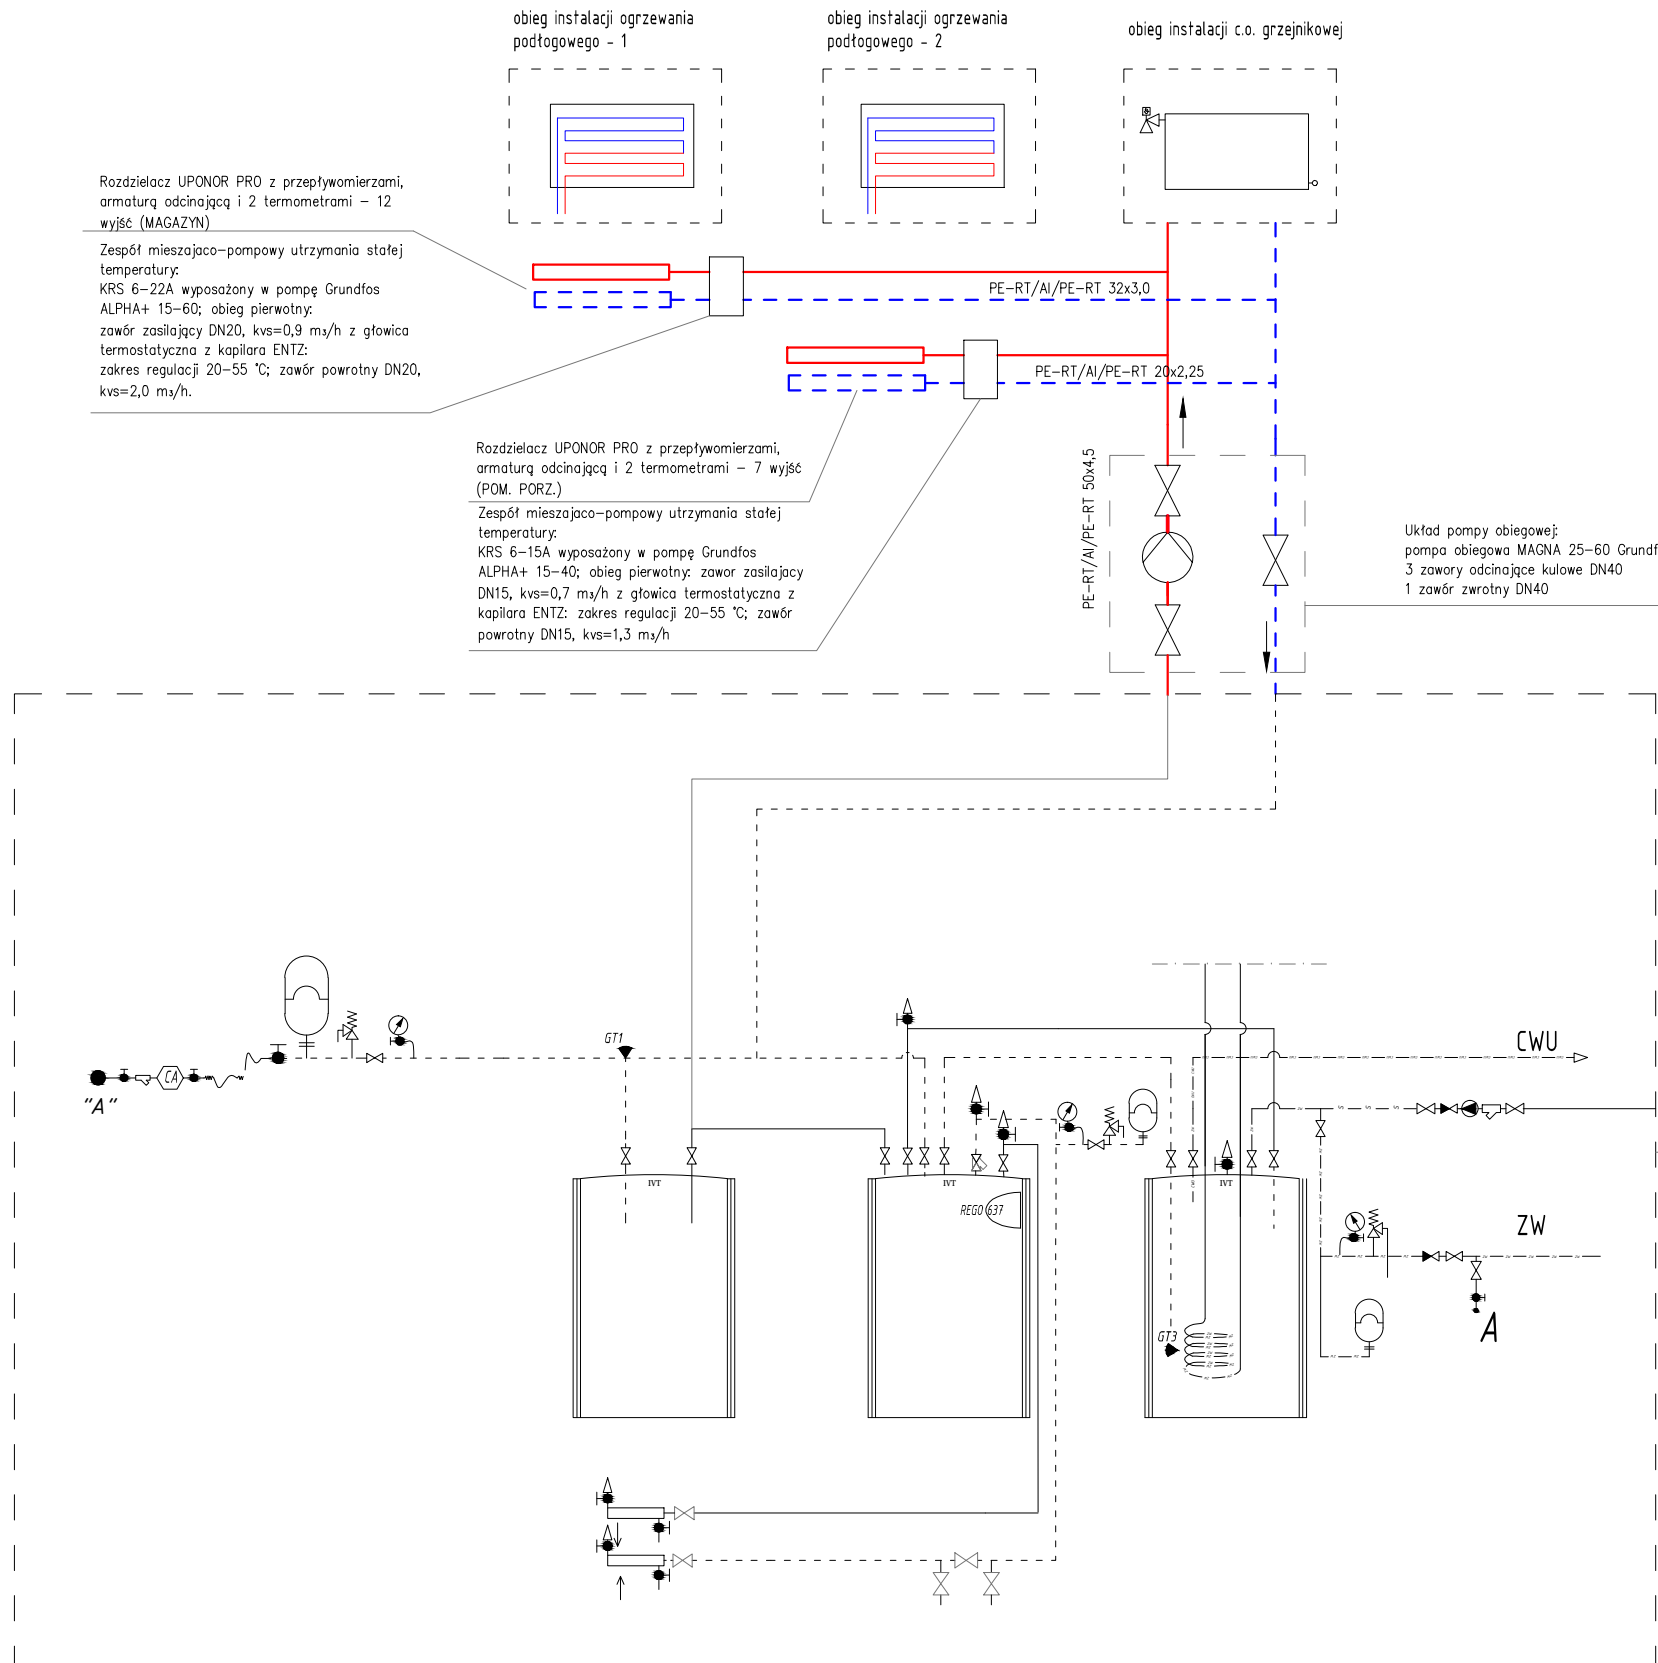 obieg instalacji ogrzewania
podłogowego - 1
obieg instalacji ogrzewania
podłogowego - 2
obieg instalacji c.o. grzejnikowej
Rozdzielacz UPONOR PRO z przepływomierzami,
armaturą odcinającą i 2 termometrami - 12
wyjść (MAGAZYN)
Zespół mieszajaco-pompowy utrzymania stałej
temperatury:
KRS 6-22A wyposażony w pompę Grundfos
ALPHA+ 15-60; obieg pierwotny:
zawór zasilający DN20, kvs=0,9 m³/h z głowica
termostatyczna z kapilara ENTZ:
zakres regulacji 20-55 °C; zawór powrotny DN20,
kvs=2,0 m³/h.
PE-RT/Al/PE-RT 32x3,0
PE-RT/Al/PE-RT 20x2,25
Rozdzielacz UPONOR PRO z przepływomierzami,
armaturą odcinającą i 2 termometrami - 7 wyjść
(POM. PORZ.)
Zespół mieszajaco-pompowy utrzymania stałej
temperatury:
KRS 6-15A wyposażony w pompę Grundfos
ALPHA+ 15-40; obieg pierwotny: zawor zasilajacy
DN15, kvs=0,7 m³/h z głowica termostatyczna z
kapilara ENTZ: zakres regulacji 20-55 °C; zawór
powrotny DN15, kvs=1,3 m³/h
PE-RT/Al/PE-RT 50x4,5
Układ pompy obiegowej:
pompa obiegowa MAGNA 25-60 Grundf
3 zawory odcinające kulowe DN40
1 zawór zwrotny DN40
GT1
CWU
CA
"A"
IVT
IVT
IVT
REGO 637
ZW
A
GT3